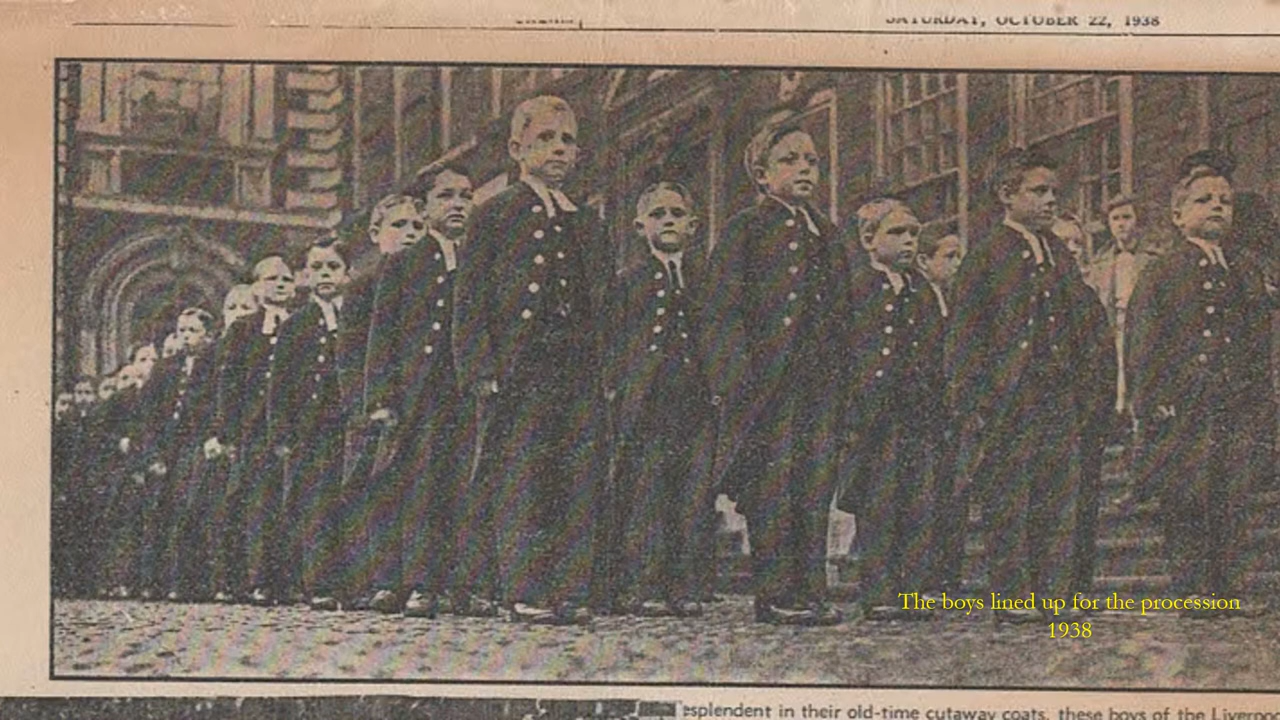 SATURDAY, OCTOBER 22, 1938
The boys lined up for the procession
1938
esplendent in their old-time cutaway coats, these boys of the Liverpoo